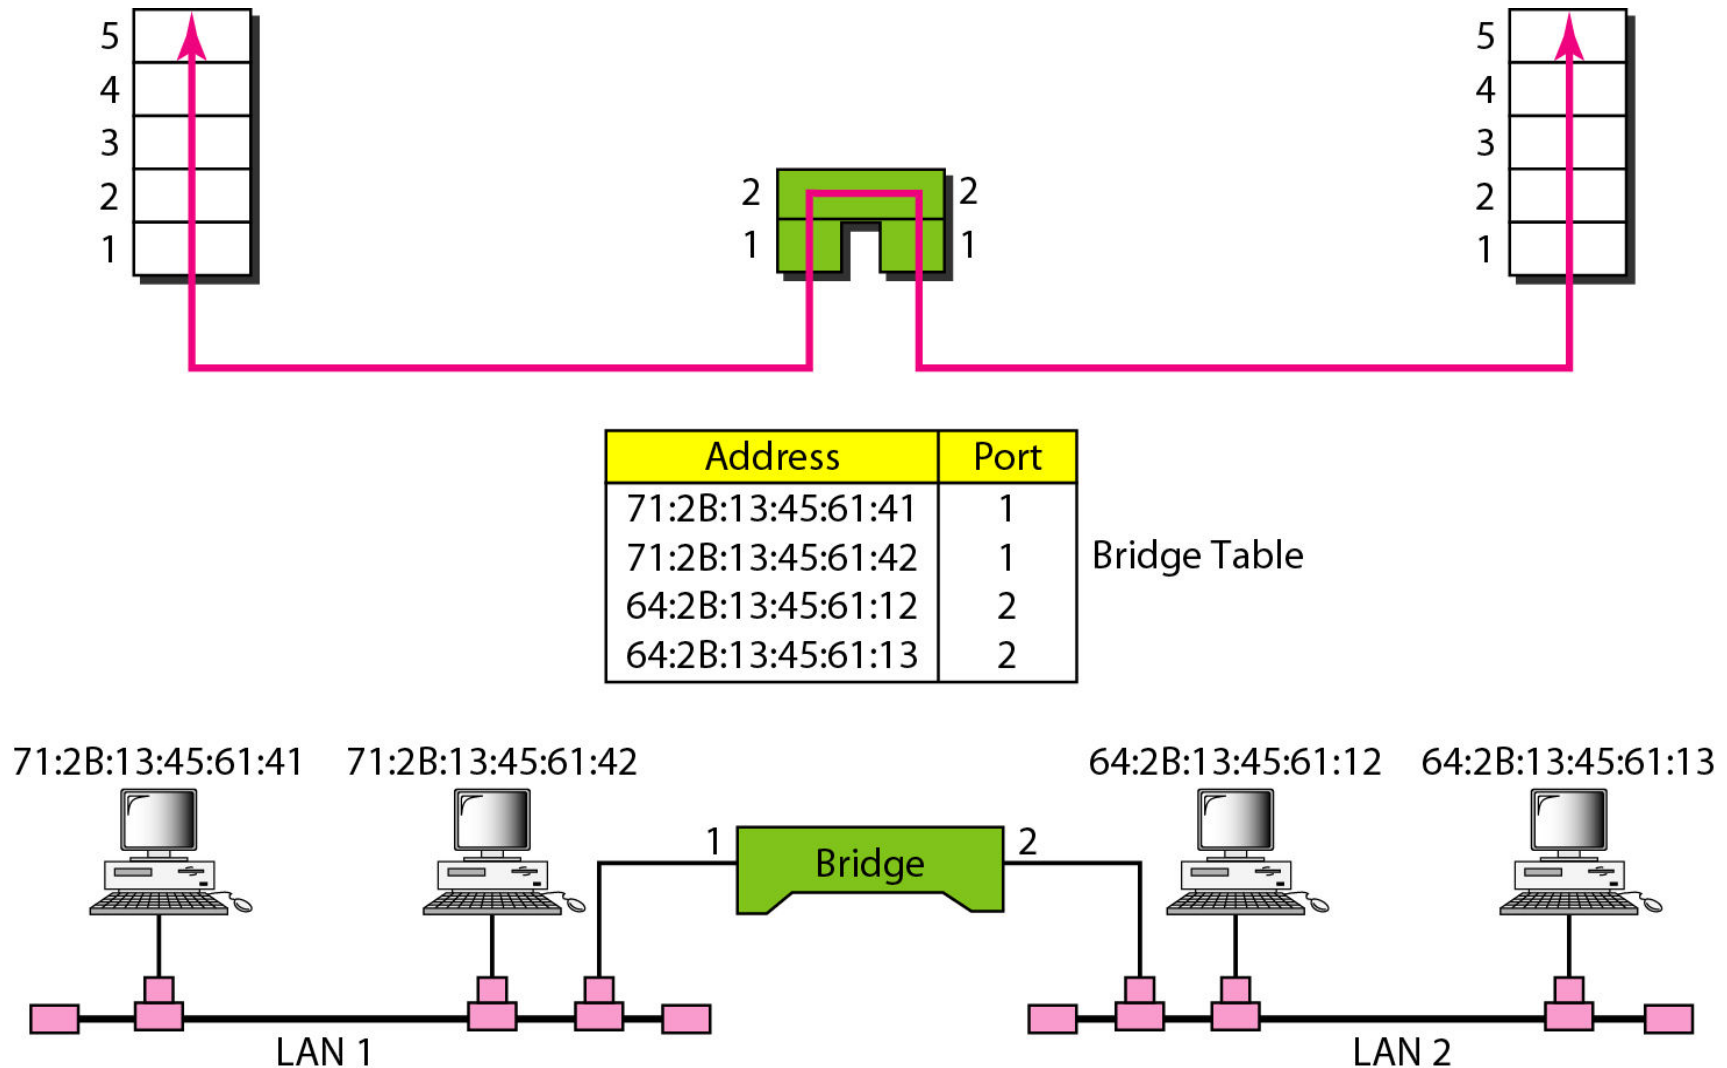 5 5
4 4
3 3
2 2 2 2
1 1 1 1
Address Port
71:2B:13:45:61:41 1
71:2B:13:45:61:42 1
Bridge Table
64:2B:13:45:61:12 2
64:2B:13:45:61:13 2
71:2B:13:45:61:41 71:2B:13:45:61:42 64:2B:13:45:61:12 64:2B:13:45:61:13
1 Bridge 2
LAN 1 LAN 2